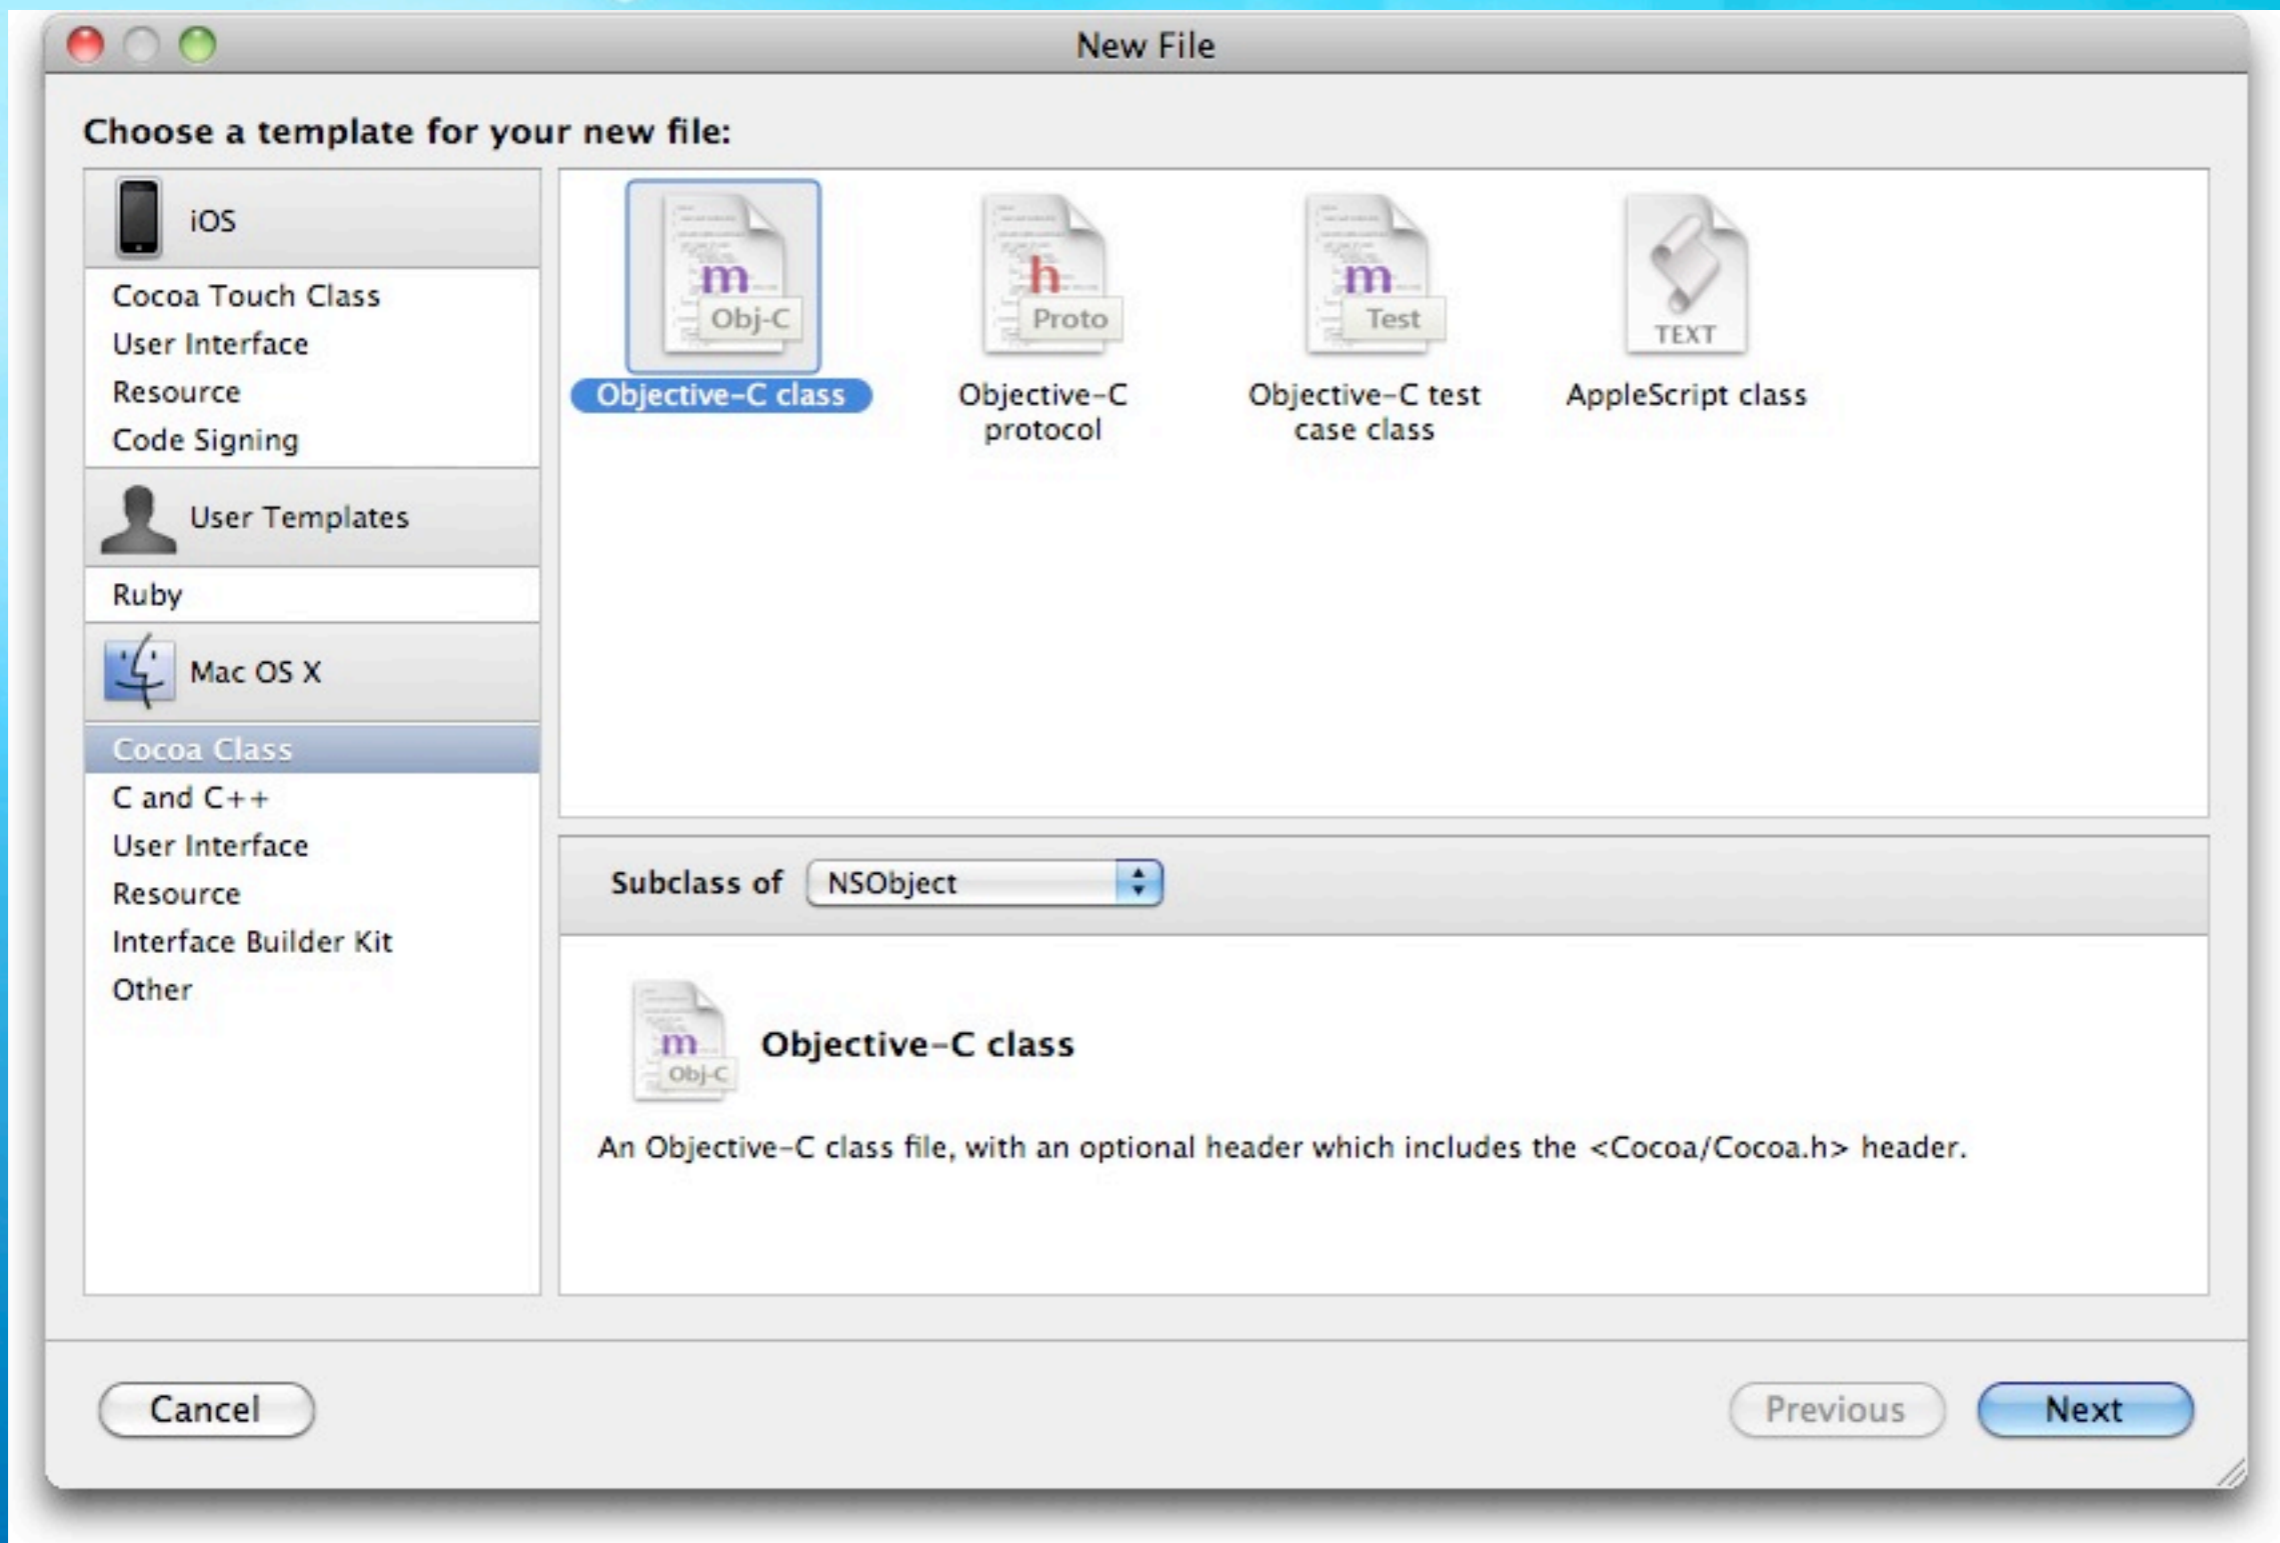 New File
Choose a template for your new file:
iOS
Cocoa Touch Class
User Interface
Resource
Code Signing
User Templates
Ruby
Mac OS X
Cocoa Class
C and C++
User Interface
Resource
Interface Builder Kit
Other
m
Obj-C
Objective-C class
h
Proto
Objective-C
protocol
m
Test
Objective-C test
case class
TEXT
AppleScript class
Subclass of NSObject
m
Obj-C
Objective-C class
An Objective-C class file, with an optional header which includes the <Cocoa/Cocoa.h> header.
Cancel
Previous
Next